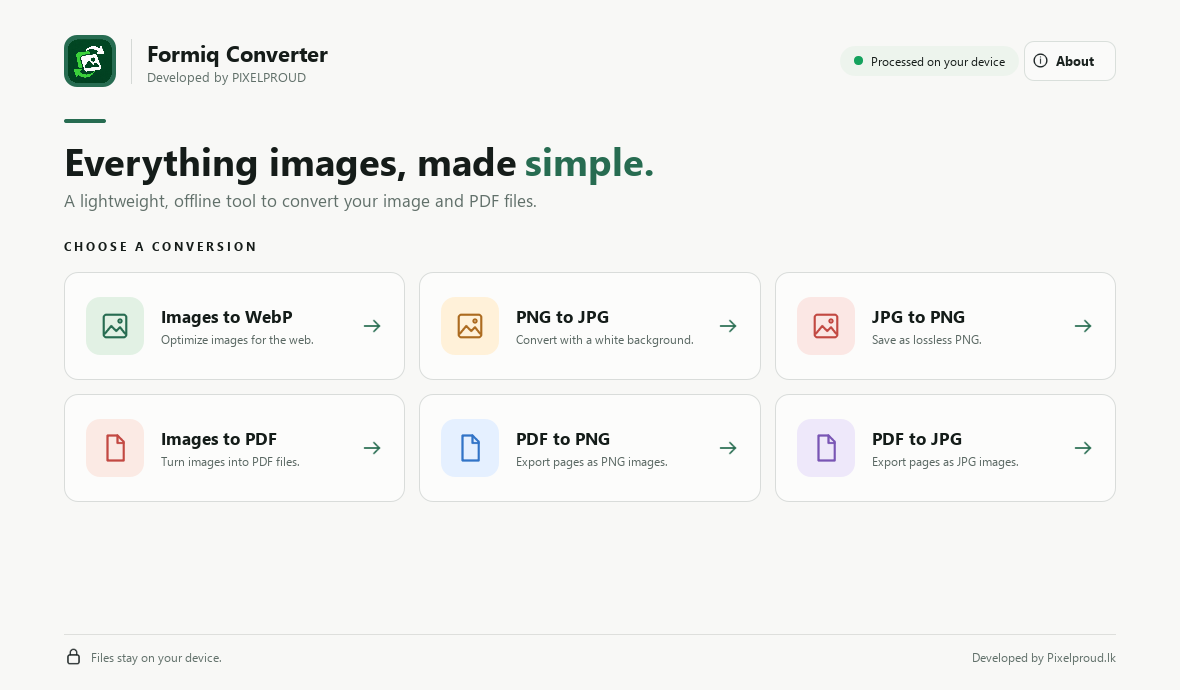 Formiq Converter
Developed by PIXELPROUD
Processed on your device
About
Everything images, made simple.
A lightweight, offline tool to convert your image and PDF files.
CHOOSE A CONVERSION
Images to WebP
Optimize images for the web.
PNG to JPG
Convert with a white background.
JPG to PNG
Save as lossless PNG.
Images to PDF
Turn images into PDF files.
PDF to PNG
Export pages as PNG images.
PDF to JPG
Export pages as JPG images.
Files stay on your device.
Developed by Pixelproud.lk